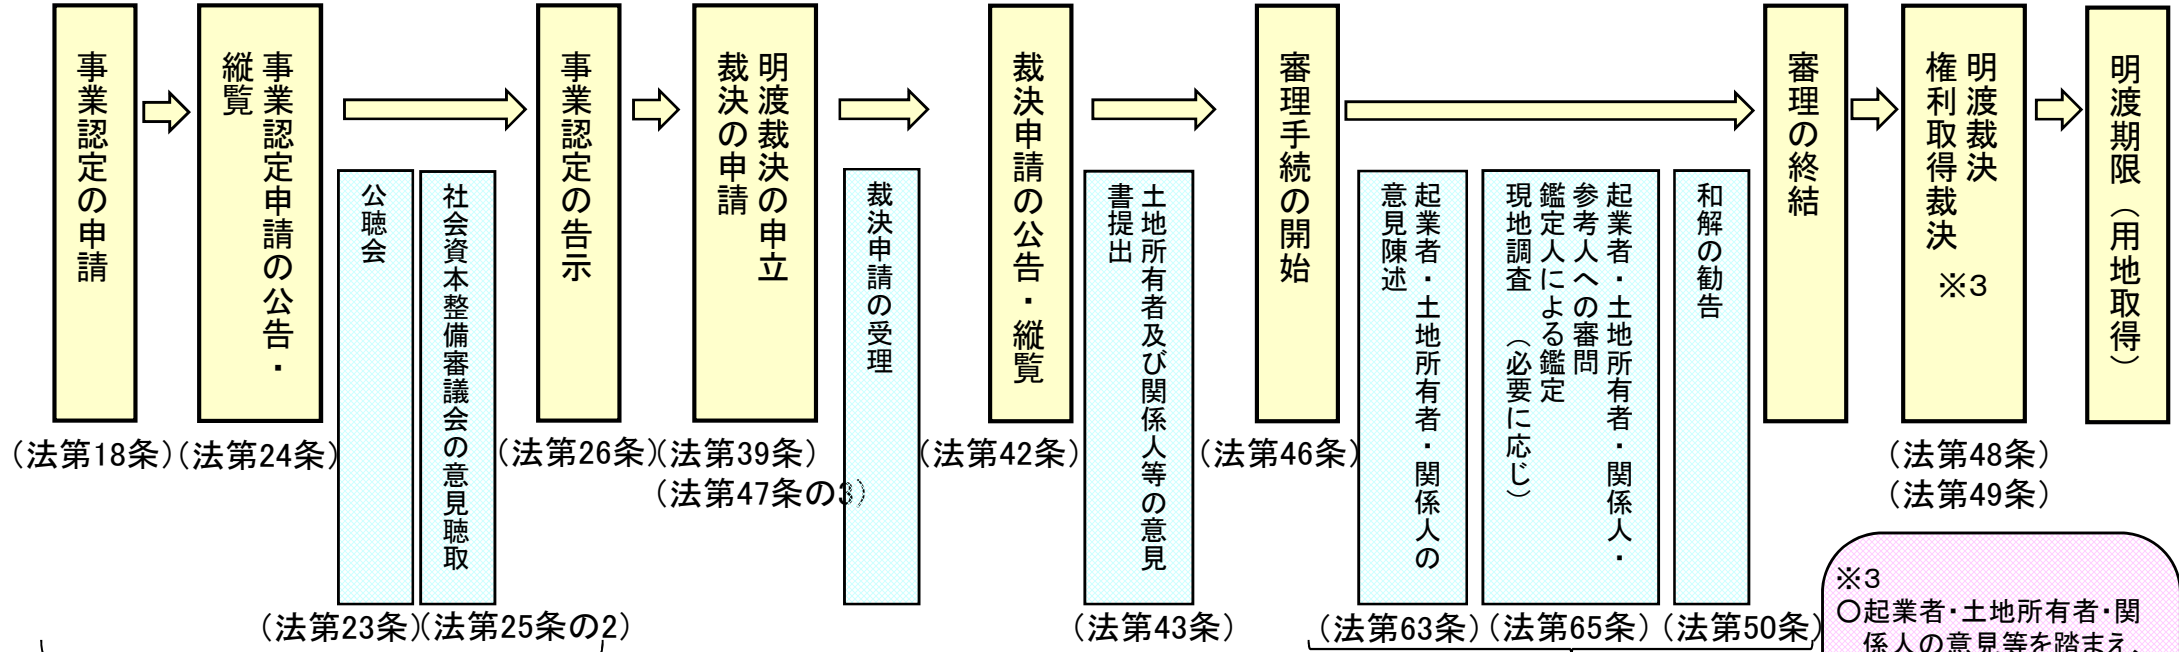 事業認定の申請
(法第18条)
事業認定申請の公告・
縦覧
(法第24条)
公聴会
(法第23条)
社会資本整備審議会の意見聴取
(法第25条の2)
事業認定の告示
(法第26条)
明渡裁決の申立
裁決の申請
(法第39条)
(法第47条の3)
裁決申請の受理
裁決申請の公告・縦覧
(法第42条)
土地所有者及び関係人等の意見
書提出
(法第43条)
審理手続の開始
(法第46条)
起業者・土地所有者・関係人の
意見陳述
(法第63条)
起業者・土地所有者・関係人・
参考人への審問
鑑定人による鑑定
現地調査 (必要に応じ)
(法第65条)
和解の勧告
(法第50条)
審理の終結
明渡裁決
権利取得裁決
※3
(法第48条)
(法第49条)
明渡期限(用地取得)
※3
○起業者・土地所有者・関
係人の意見等を踏まえ、